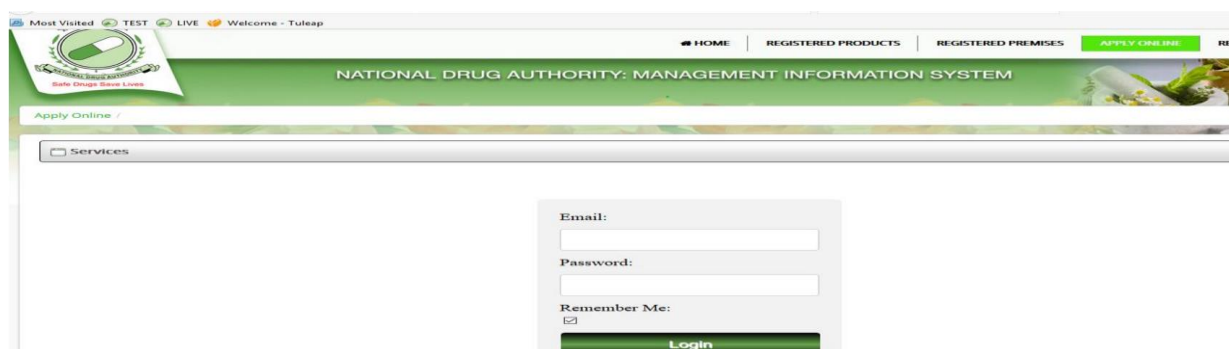 Most Visited TEST LIVE Welcome - Tuleap
HOME REGISTERED PRODUCTS REGISTERED PREMISES APPLY ONLINE RE
NATIONAL DRUG AUTHORITY
Safe Drugs Save Lives
NATIONAL DRUG AUTHORITY: MANAGEMENT INFORMATION SYSTEM
Apply Online /
Services
Email:
Password:
Remember Me:
Login